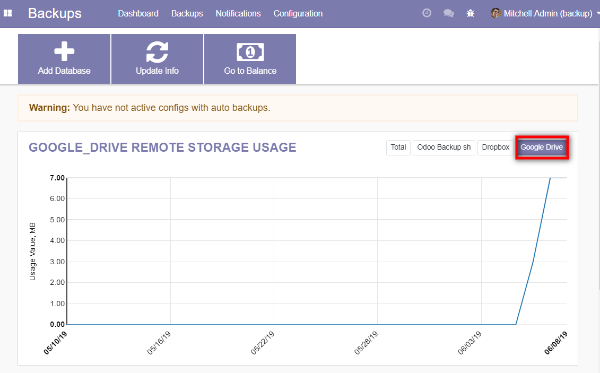 Backups Dashboard Backups Notifications Configuration Mitchell Admin (backup)
Add Database Update Info Go to Balance
Warning: You have not active configs with auto backups.
GOOGLE_DRIVE REMOTE STORAGE USAGE Total Odoo Backup sh Dropbox Google Drive
Usage Value, MB
7.00
6.00
5.00
4.00
3.00
2.00
1.00
0.00
05/10/19 05/16/19 05/22/19 05/28/19 06/03/19 06/08/19